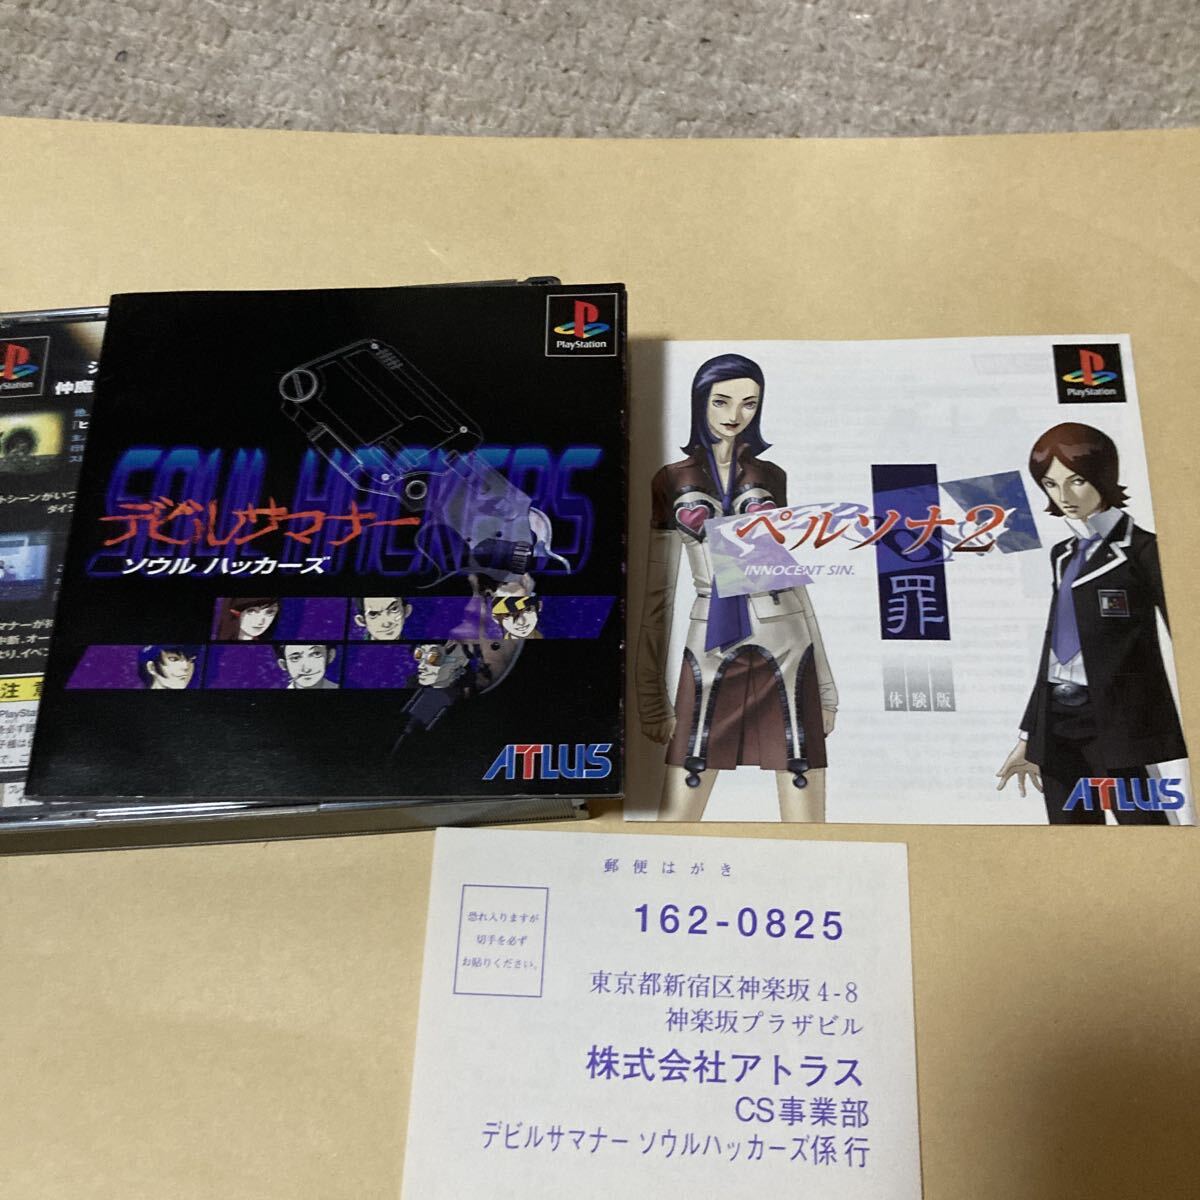 PlayStation
仲魔
注意
PlayStation
SOUL HACKERS
デビルサマナー
ソウル ハッカーズ
ATLUS
PlayStation
ペルソナ2
INNOCENT SIN.
罪
体験版
ATLUS
郵便はがき
恐れ入りますが
切手を必ず
お貼りください。
162-0825
東京都新宿区神楽坂4-8
神楽坂プラザビル
株式会社アトラス
CS事業部
デビルサマナー ソウルハッカーズ係 行